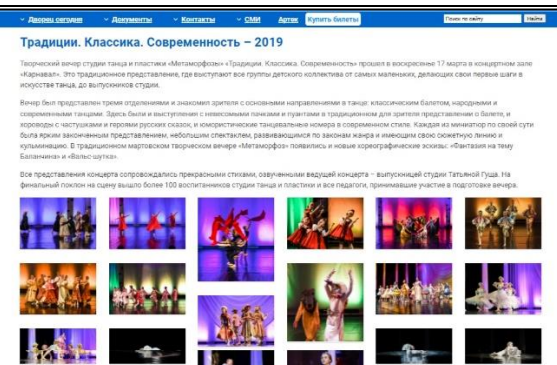 Дворец сегодня Документы Контакты СМИ Артек Купить билеты Поиск по сайту Найти
Традиции. Классика. Современность – 2019
Творческий вечер студии танца и пластики «Метаморфозы» «Традиции. Классика. Современность» прошел в воскресенье 17 марта в концертном зале
«Карнавал». Это традиционное представление, где выступают все группы детского коллектива от самых маленьких, делающих свои первые шаги в
искусстве танца, до выпускников студии.
Вечер был представлен тремя отделениями и знакомил зрителя с основными направлениями в танце: классическим балетом, народными и
современными танцами. Здесь были и выступления с невесомыми пачками и пуантами в традиционном для зрителя представлении о балете, и
хороводы с частушками и героями русских сказок, и юмористические танцевальные номера в современном стиле. Каждая из миниатюр по своей сути
была ярким законченным представлением, небольшим спектаклем, развивающимся по законам жанра и имеющим свою сюжетную линию и
кульминацию. В традиционном мартовском творческом вечере «Метаморфоз» появились и новые хореографические эскизы: «Фантазия на тему
Баланчина» и «Вальс-шутка».
Все представления концерта сопровождались прекрасными стихами, озвученными ведущей концерта – выпускницей студии Татьяной Гуща. На
финальный поклон на сцену вышло более 100 воспитанников студии танца и пластики и все педагоги, принимавшие участие в подготовке вечера.